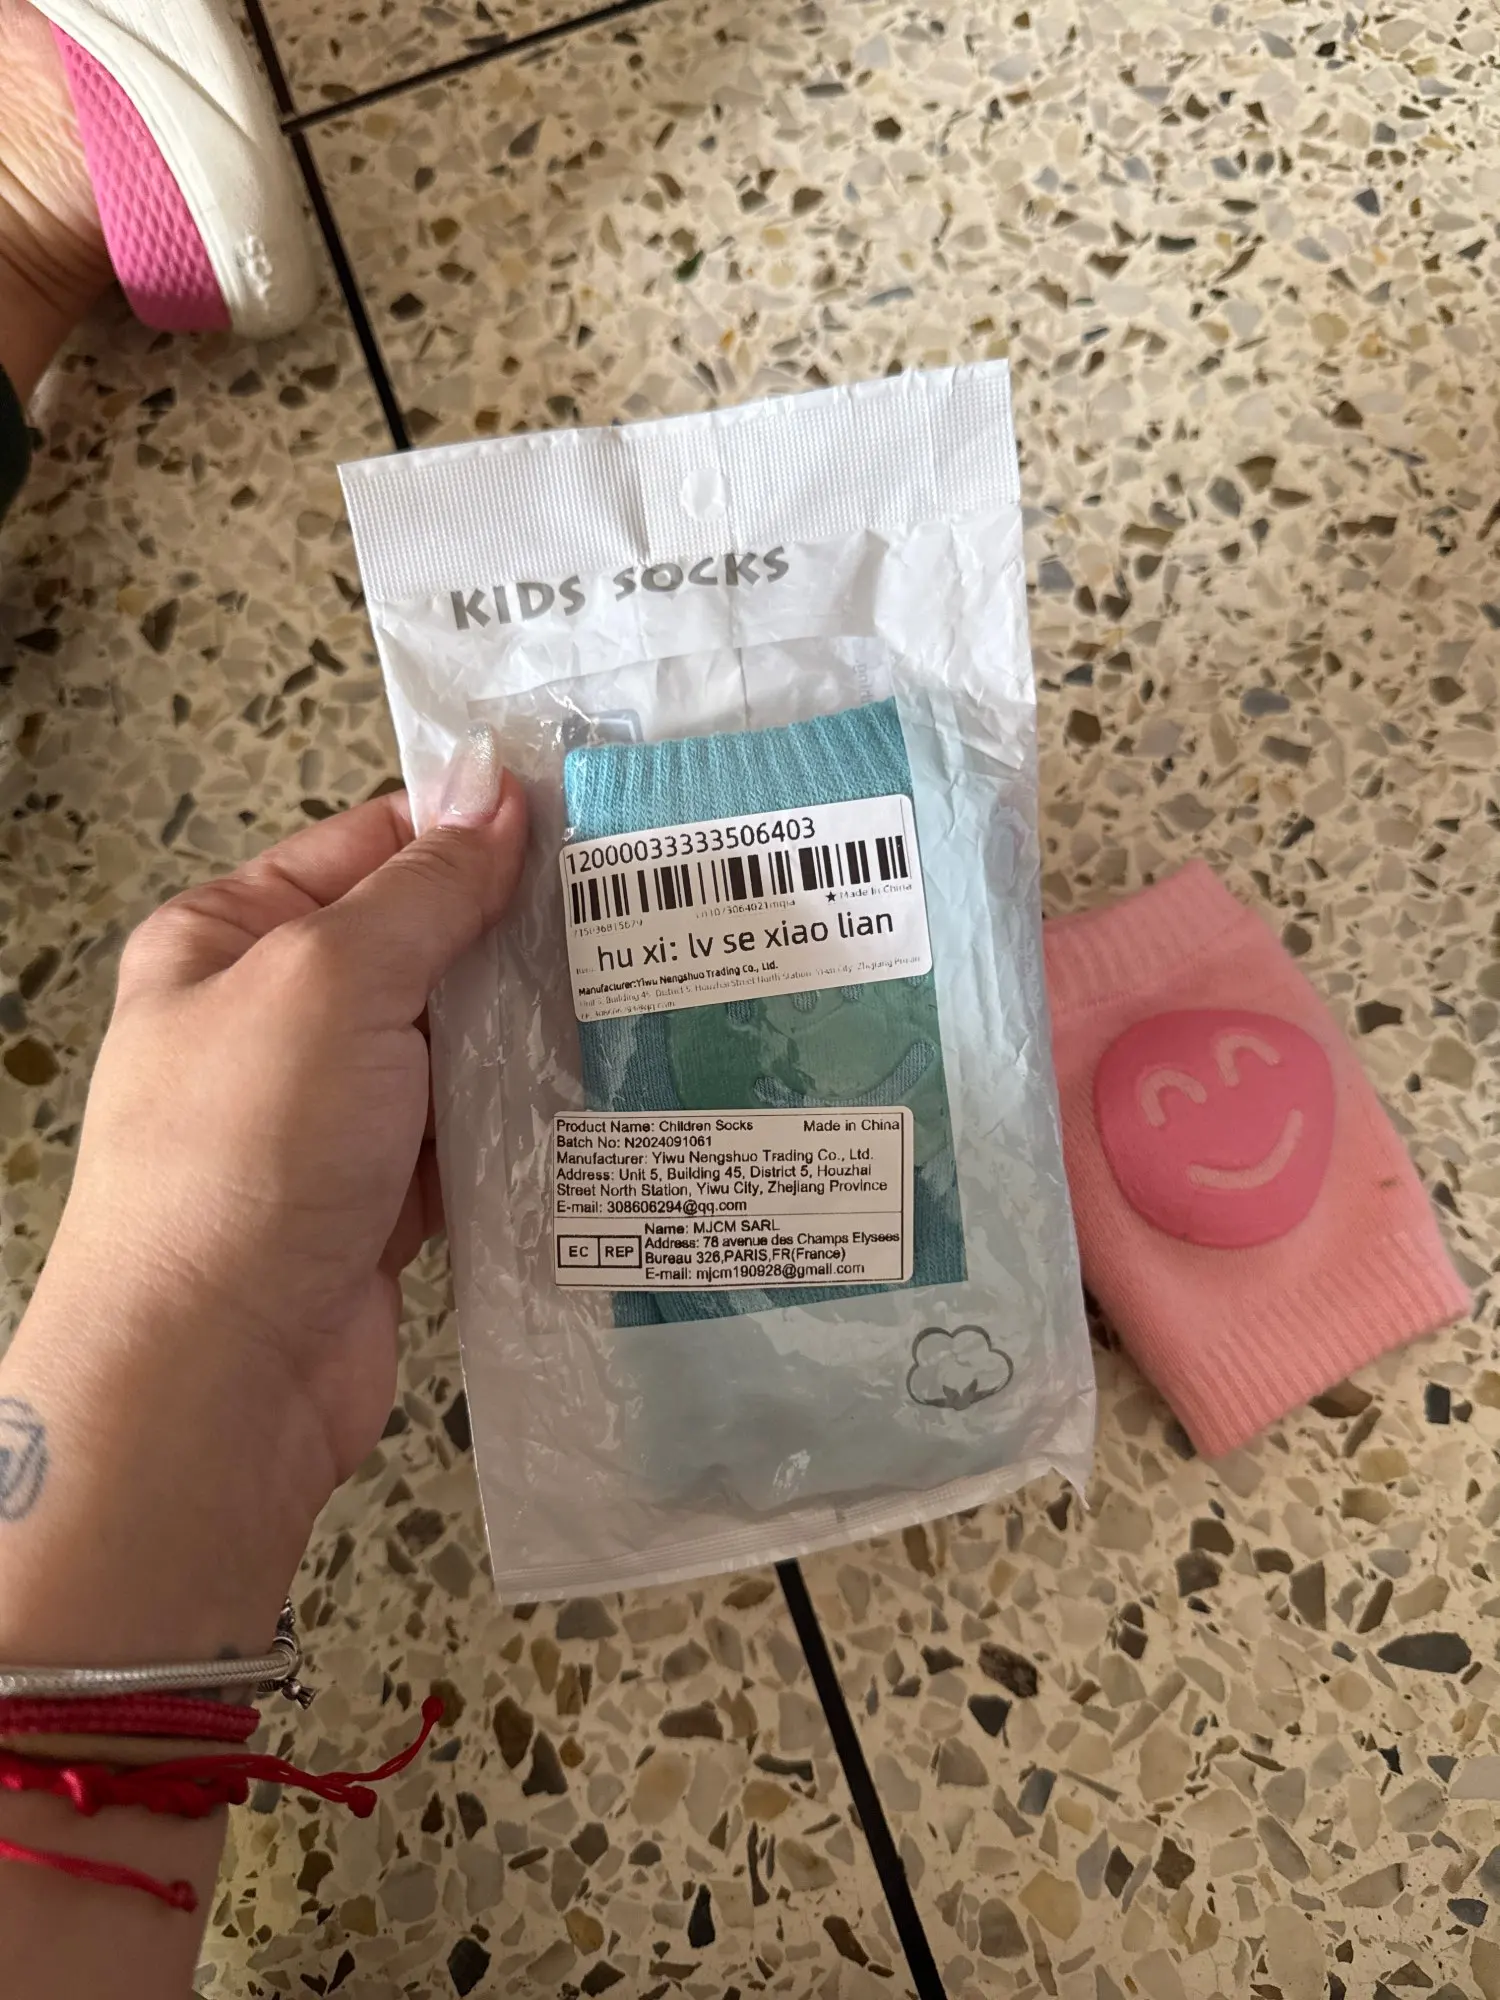 KIDS SOCKS
12000033333506403
★Made in China
hu xi: lv se xiao lian
Manufacturer:Yiwu Nengshuo Trading Co., Ltd.
Product Name: Children Socks Made in China
Batch No: N2024091061
Manufacturer: Yiwu Nengshuo Trading Co., Ltd.
Address: Unit 5, Building 45, District 5, Houzhai
Street North Station, Yiwu City, Zhejiang Province
E-mail: 308606294@qq.com
EC REP
Name: MJCM SARL
Address: 78 avenue des Champs Elysees
Bureau 326,PARIS,FR(France)
E-mail: mjcm190928@gmail.com